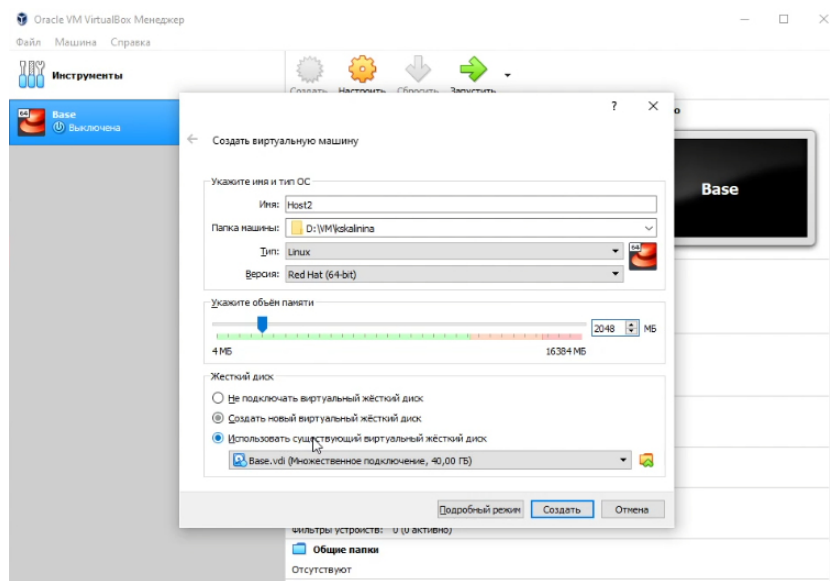 Oracle VM VirtualBox Менеджер
Файл Машина Справка
Инструменты
Создать Настроить Сбросить Запустить
64
Base
Выключена
? ×
Создать виртуальную машину
Base
Укажите имя и тип ОС
Имя: Host2
Папка машины: D:\VM\kskalinina
Тип: Linux
64
Версия: Red Hat (64-bit)
Укажите объём памяти
2048 МБ
4 МБ 16384 МБ
Жесткий диск
Не подключать виртуальный жёсткий диск
Создать новый виртуальный жёсткий диск
Использовать существующий виртуальный жёсткий диск
Base.vdi (Множественное подключение, 40,00 ГБ)
Подробный режим Создать Отмена
Фильтры устройств: 0 (0 активно)
Общие папки
Отсутствуют